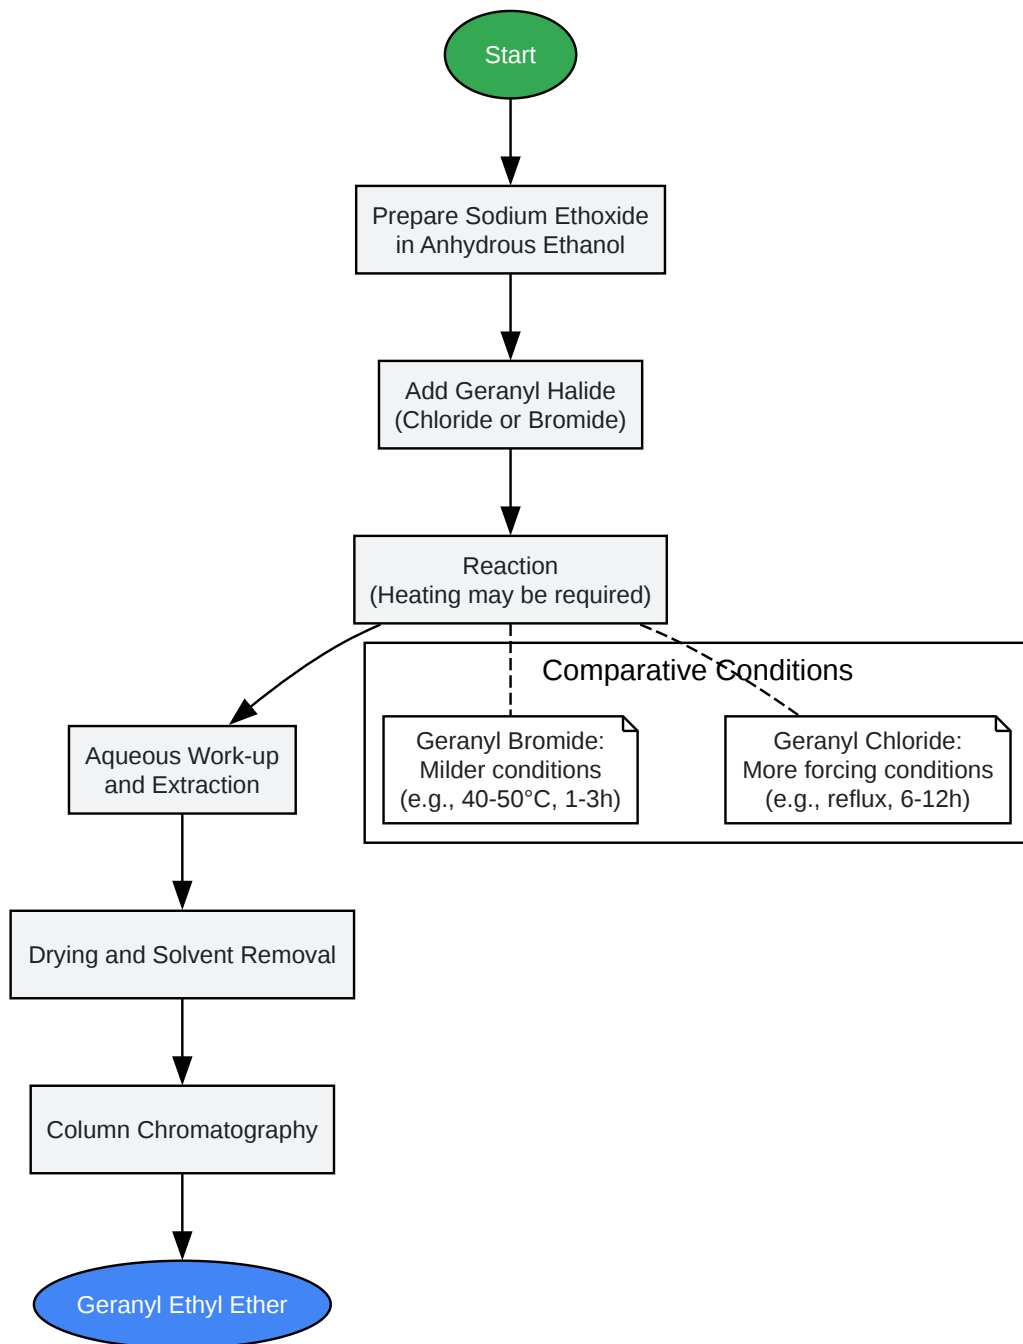 Start
Prepare Sodium Ethoxide
in Anhydrous Ethanol
Add Geranyl Halide
(Chloride or Bromide)
Reaction
(Heating may be required)
Comparative Conditions
Geranyl Bromide:
Milder conditions
(e.g., 40-50°C, 1-3h)
Geranyl Chloride:
More forcing conditions
(e.g., reflux, 6-12h)
Aqueous Work-up
and Extraction
Drying and Solvent Removal
Column Chromatography
Geranyl Ethyl Ether